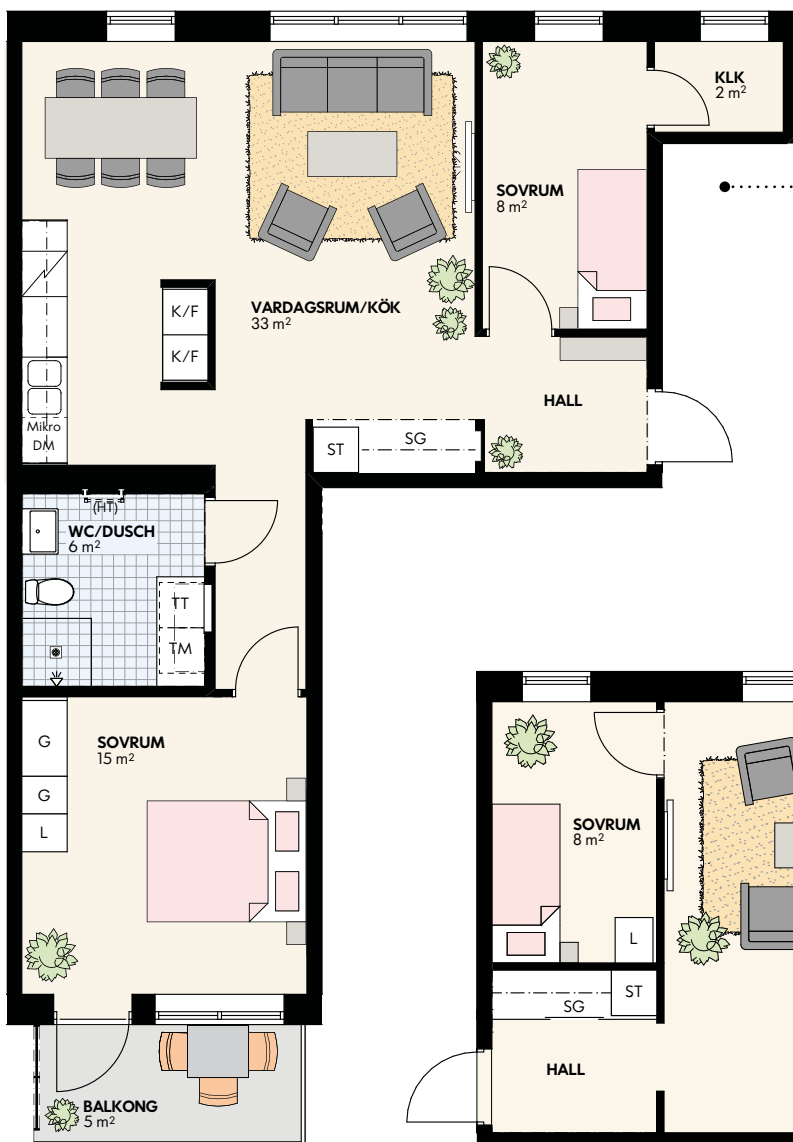 KLK
2 m²
SOVRUM
8 m²
K/F
K/F
VARDAGSRUM/KÖK
33 m²
HALL
Mikro
DM
ST
SG
(HT)
WC/DUSCH
6 m²
TT
TM
G
G
L
SOVRUM
15 m²
BALKONG
5 m²
SOVRUM
8 m²
L
ST
SG
HALL